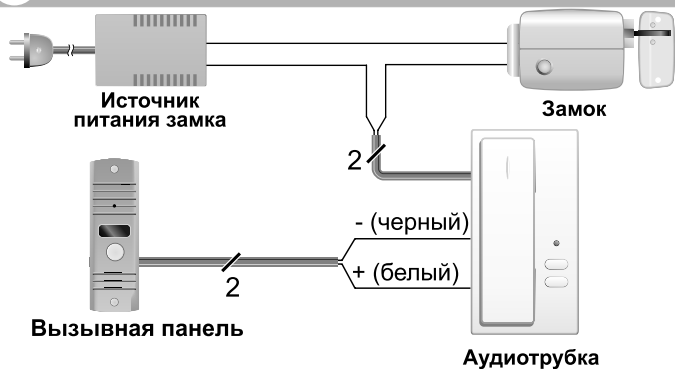 Источник
питания замка
Замок
2
- (черный)
+ (белый)
2
Вызывная панель
Аудиотрубка